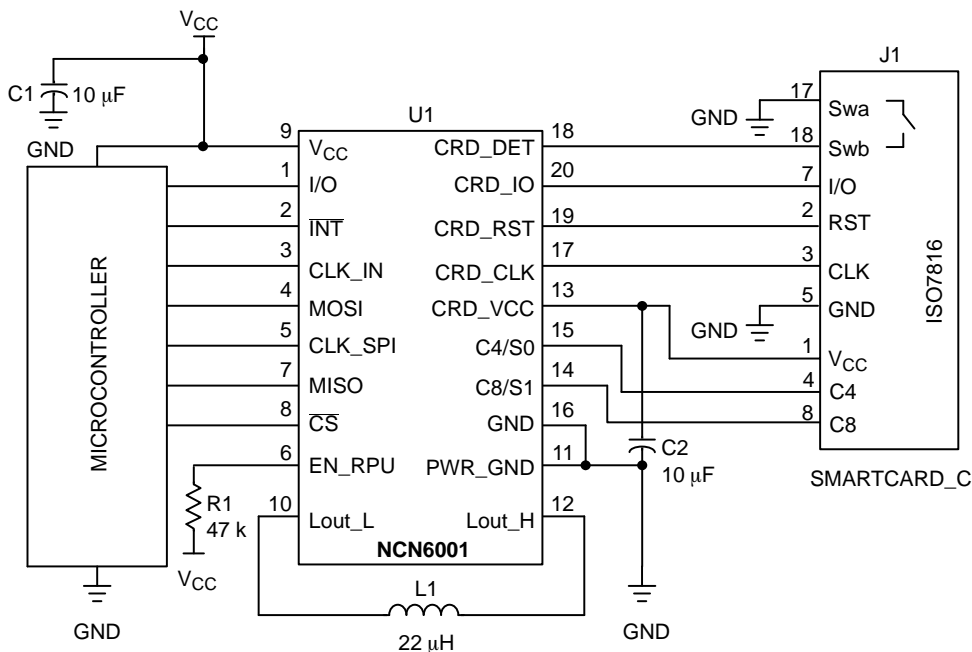 VCC
C1
10 μF
GND
MICROCONTROLLER
GND
U1
9
VCC
1
I/O
2
INT
3
CLK_IN
4
MOSI
5
CLK_SPI
7
MISO
8
CS
6
EN_RPU
10
Lout_L
R1
47 k
VCC
CRD_DET
18
CRD_IO
20
CRD_RST
19
CRD_CLK
17
CRD_VCC
13
C4/S0
15
C8/S1
14
GND
16
PWR_GND
11
Lout_H
12
NCN6001
L1
22 μH
C2
10 μF
GND
J1
GND
17
Swa
18
Swb
7
I/O
2
RST
3
CLK
GND
5
GND
1
VCC
4
C4
8
C8
ISO7816
SMARTCARD_C